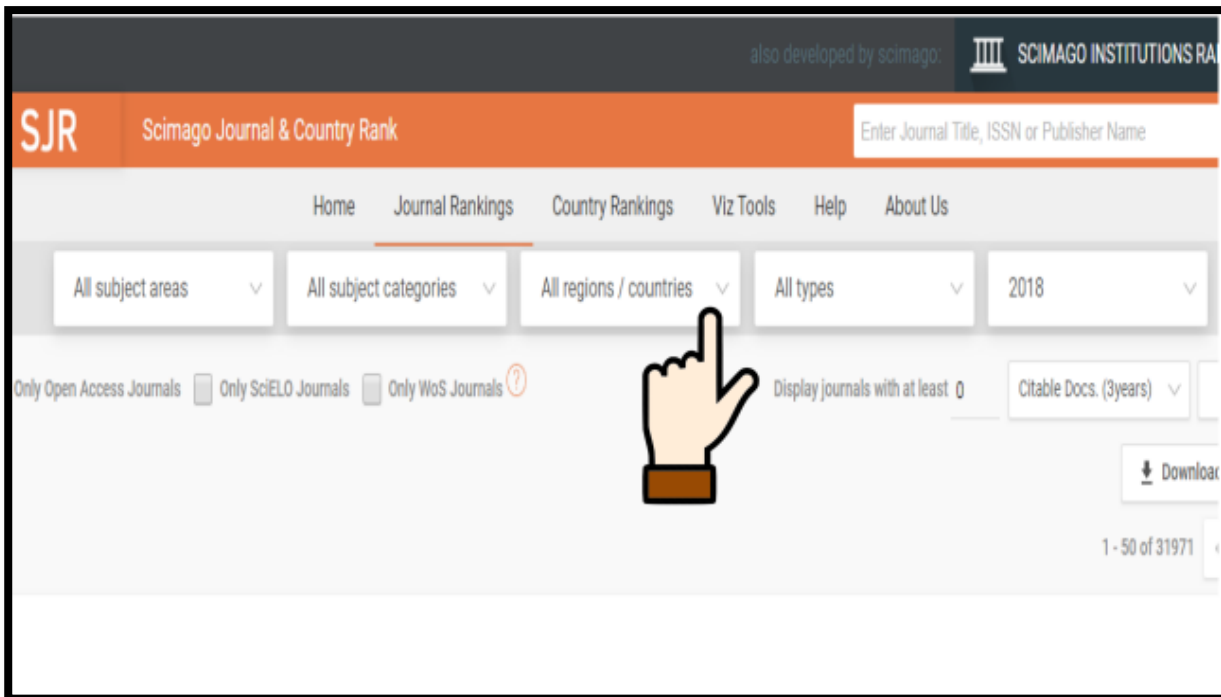 also developed by scimago: SCIMAGO INSTITUTIONS RA
SJR Scimago Journal & Country Rank Enter Journal Title, ISSN or Publisher Name
Home Journal Rankings Country Rankings Viz Tools Help About Us
All subject areas All subject categories All regions / countries All types 2018
Only Open Access Journals Only SciELO Journals Only WoS Journals ? Display journals with at least 0 Citable Docs. (3years)
Downloa
1 - 50 of 31971